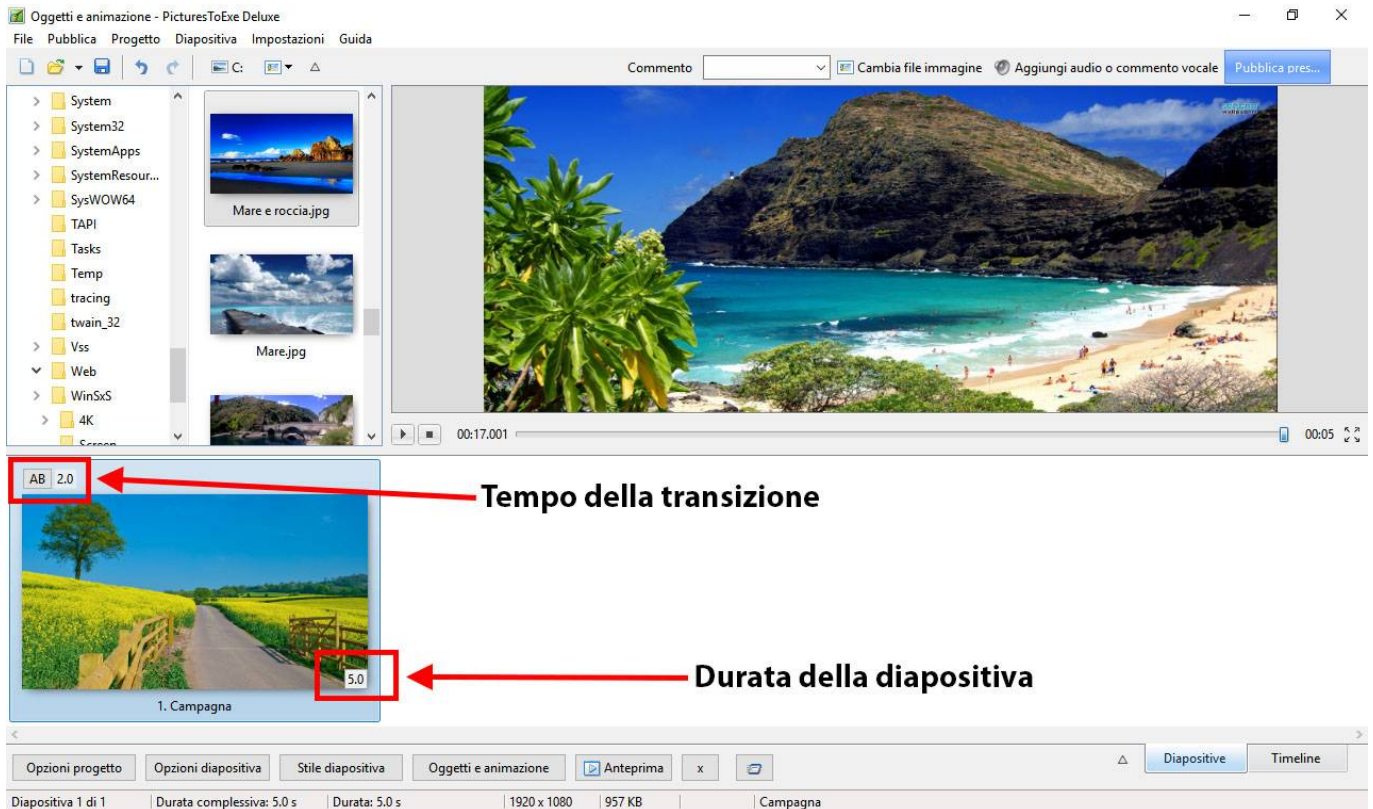 Oggetti e animazione - PicturesToExe Deluxe
File Pubblica Progetto Diapositiva Impostazioni Guida
C: Commento Cambia file immagine Aggiungi audio o commento vocale Pubblica pres...
System
System32
SystemApps
SystemResour...
SysWOW64
TAPI
Tasks
Temp
tracing
twain_32
Vss
Web
WinSxS
4K
Screen
Mare e roccia.jpg
Mare.jpg
00:17.001 00:05
AB 2.0
Tempo della transizione
5.0
Durata della diapositiva
1. Campagna
Opzioni progetto Opzioni diapositiva Stile diapositiva Oggetti e animazione Anteprima x Diapositive Timeline
Diapositiva 1 di 1 Durata complessiva: 5.0 s Durata: 5.0 s 1920 x 1080 957 KB Campagna